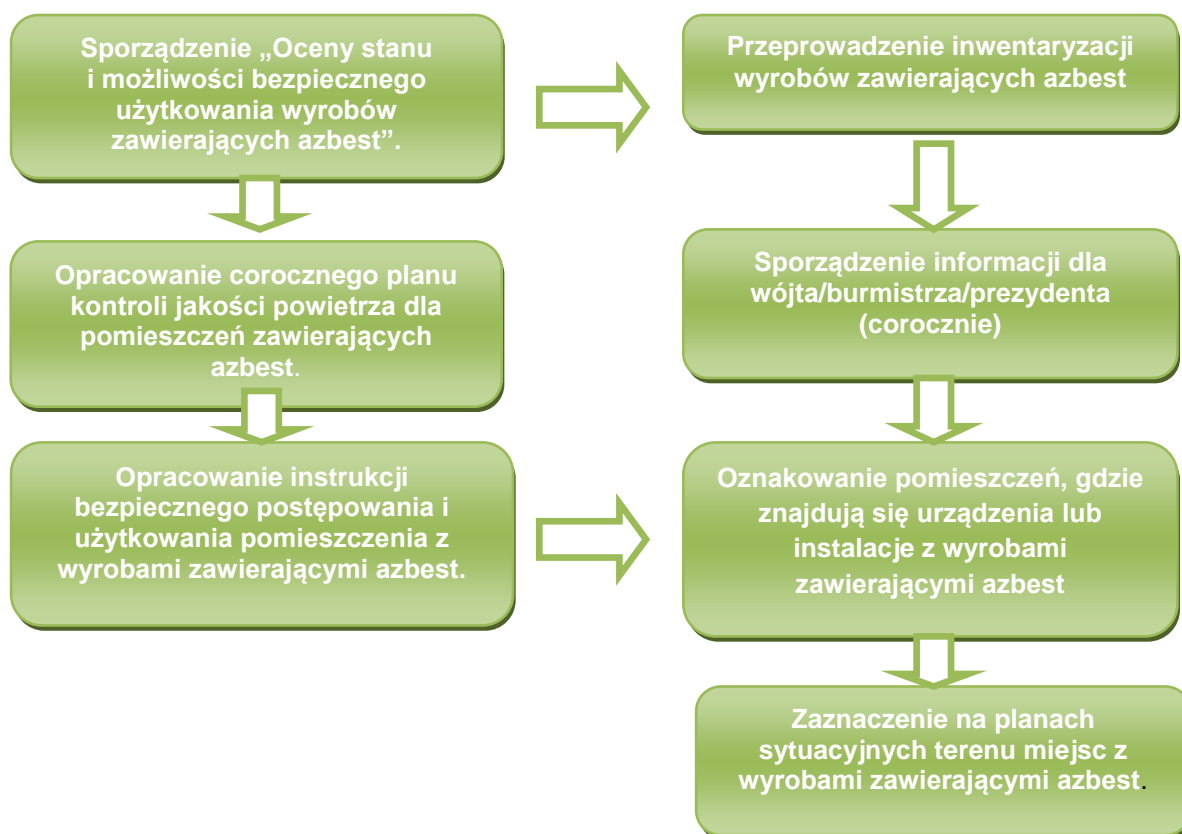 Sporządzenie „Oceny stanu
i możliwości bezpiecznego
użytkowania wyrobów
zawierających azbest”.
Przeprowadzenie inwentaryzacji
wyrobów zawierających azbest
Opracowanie corocznego planu
kontroli jakości powietrza dla
pomieszczeń zawierających
azbest.
Sporządzenie informacji dla
wójta/burmistrza/prezydenta
(corocznie)
Opracowanie instrukcji
bezpiecznego postępowania i
użytkowania pomieszczenia z
wyrobami zawierającymi azbest.
Oznakowanie pomieszczeń, gdzie
znajdują się urządzenia lub
instalacje z wyrobami
zawierającymi azbest
Zaznaczenie na planach
sytuacyjnych terenu miejsc z
wyrobami zawierającymi azbest.